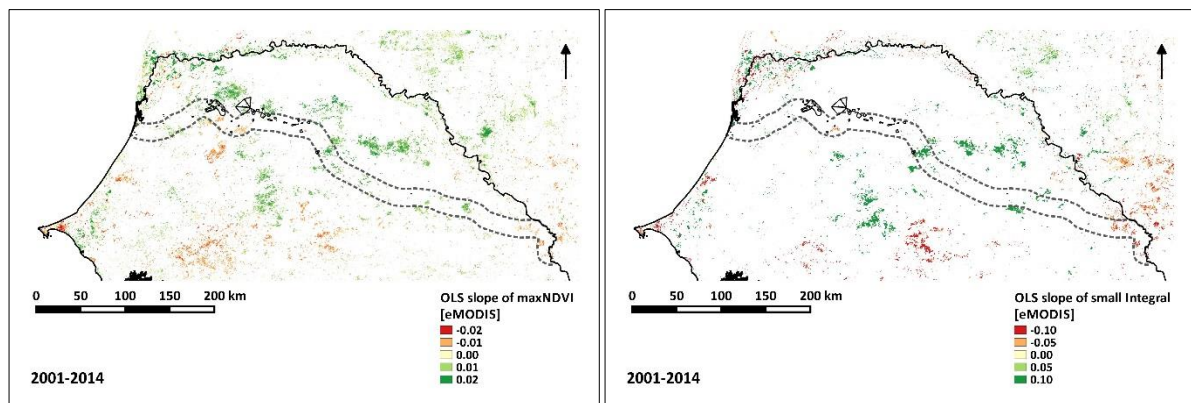 0 50 100 150 200 km
OLS slope of maxNDVI
[eMODIS]
-0.02
-0.01
0.00
0.01
0.02
2001-2014
0 50 100 150 200 km
OLS slope of small Integral
[eMODIS]
-0.10
-0.05
0.00
0.05
0.10
2001-2014